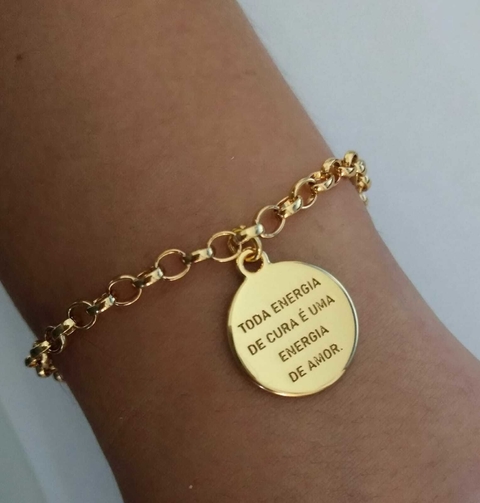 TODA ENERGIA
DE CURA É UMA
ENERGIA
DE AMOR.